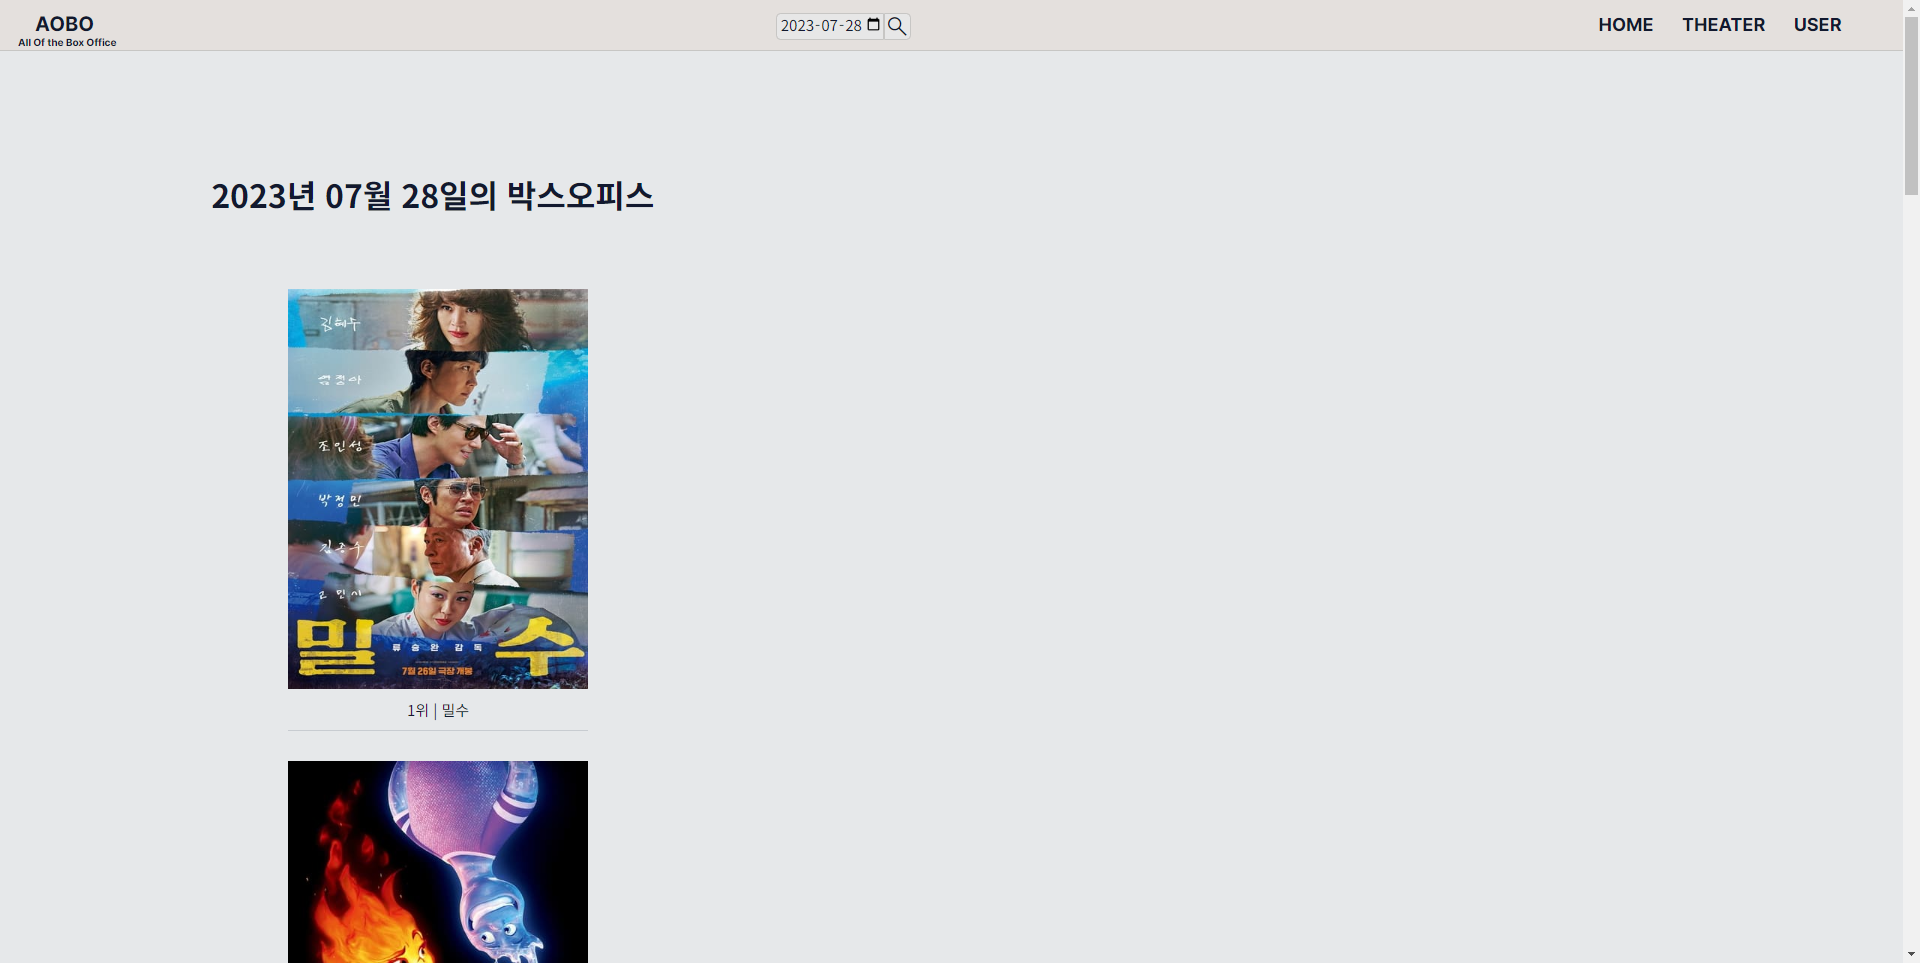 AOBO
All Of the Box Office
2023-07-28
HOME THEATER USER
2023년 07월 28일의 박스오피스
김혜수
염정아
조인성
박정민
김종수
고민시
밀수
류승완 감독
7월 26일 극장 개봉
1위 | 밀수